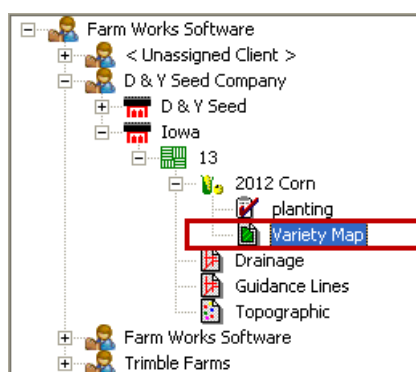 Farm Works Software
< Unassigned Client >
D & Y Seed Company
D & Y Seed
Iowa
13
2012 Corn
planting
Variety Map
Drainage
Guidance Lines
Topographic
Farm Works Software
Trimble Farms